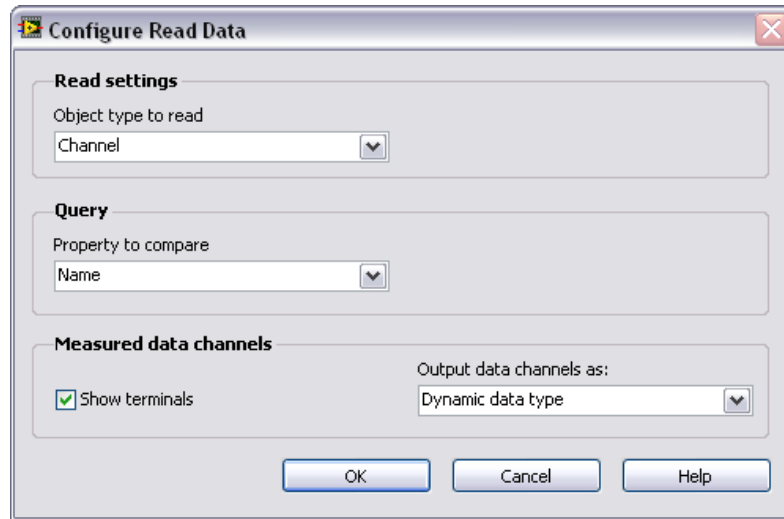 Configure Read Data
Read settings
Object type to read
Channel
Query
Property to compare
Name
Measured data channels
Output data channels as:
Show terminals
Dynamic data type
OK
Cancel
Help